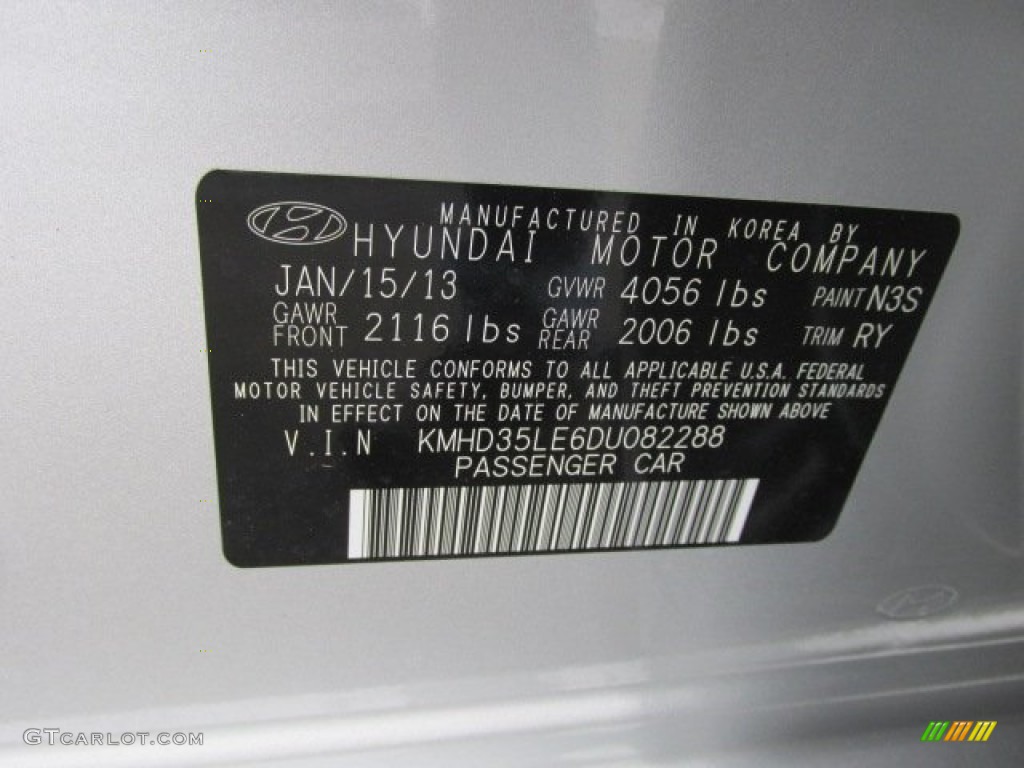 MANUFACTURED IN KOREA BY
HYUNDAI MOTOR COMPANY
JAN/15/13 GVWR 4056 lbs PAINT N3S
GAWR FRONT 2116 lbs GAWR REAR 2006 lbs TRIM RY
THIS VEHICLE CONFORMS TO ALL APPLICABLE U.S.A. FEDERAL
MOTOR VEHICLE SAFETY, BUMPER, AND THEFT PREVENTION STANDARDS
IN EFFECT ON THE DATE OF MANUFACTURE SHOWN ABOVE
V.I.N KMHD35LE6DU082288
PASSENGER CAR
GTCARLOT.COM